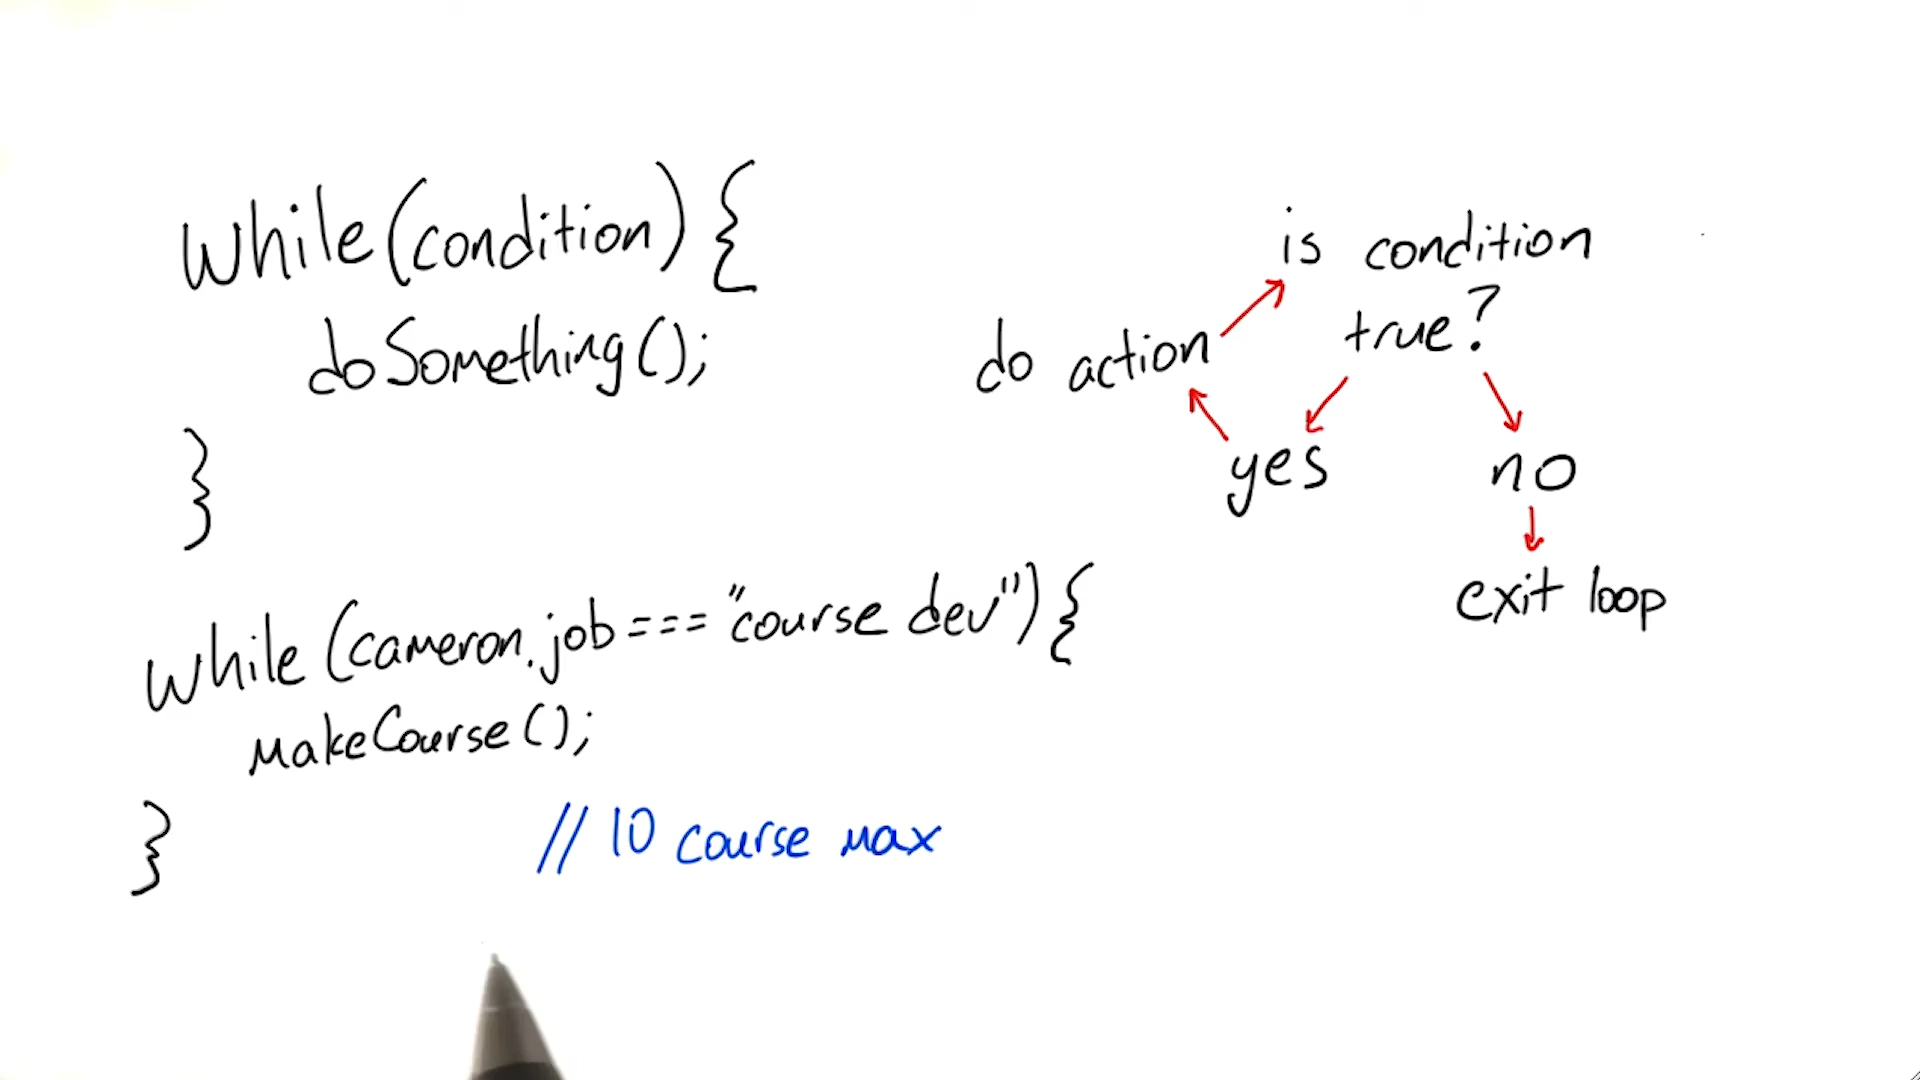 while(condition){
doSomething();
}
while (cameron.job === "course dev"){
makeCourse();
}
// 10 course max
is condition
true?
do action
yes
no
exit loop